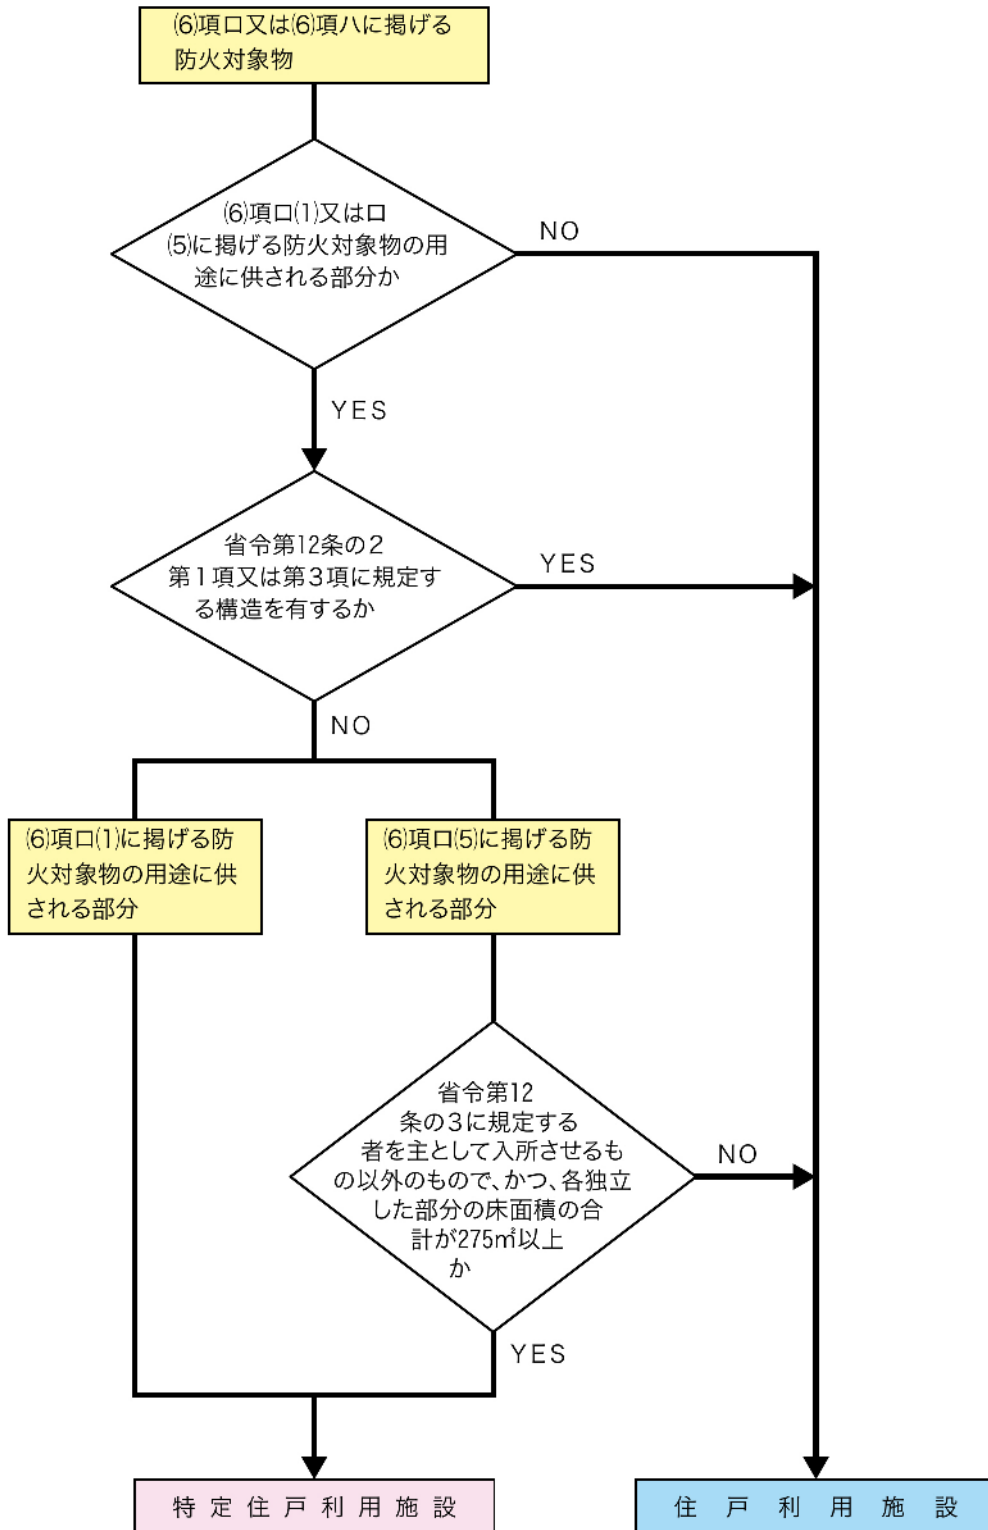 ⑹項ロ又は⑹項ハに掲げる
防火対象物
⑹項ロ⑴又はロ
⑸に掲げる防火対象物の用
途に供される部分か
NO
YES
省令第12条の2
第1項又は第3項に規定す
る構造を有するか
YES
NO
⑹項ロ⑴に掲げる防
火対象物の用途に供
される部分
⑹項ロ⑸に掲げる防
火対象物の用途に供
される部分
省令第12
条の3に規定する
者を主として入所させるも
の以外のもので、かつ、各独立
した部分の床面積の合
計が275㎡以上
か
NO
YES
特定住戸利用施設
住戸利用施設